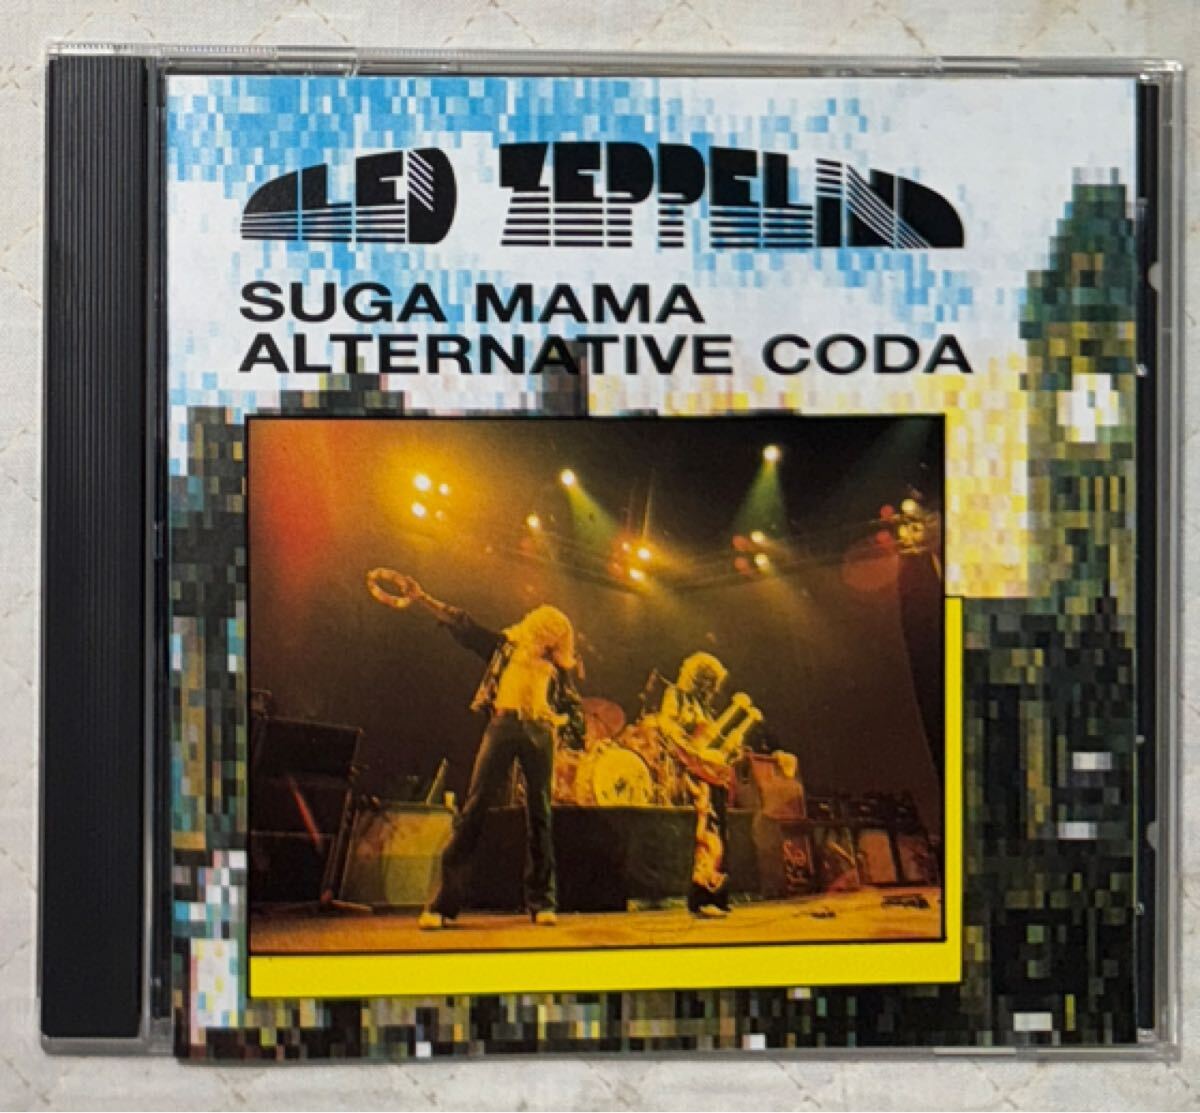 LED ZEPPELIN
SUGA MAMA
ALTERNATIVE CODA